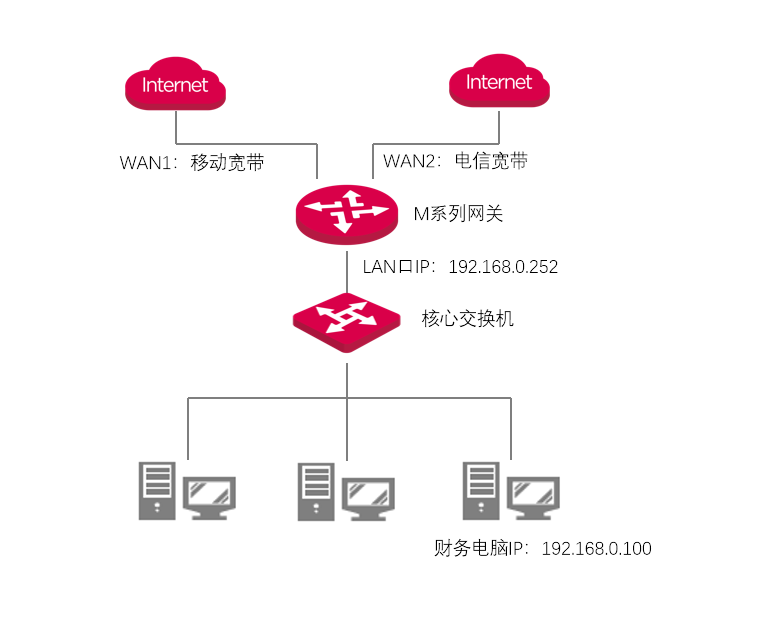 Internet
Internet
WAN1：移动宽带
WAN2：电信宽带
M系列网关
LAN口IP：192.168.0.252
核心交换机
财务电脑IP：192.168.0.100